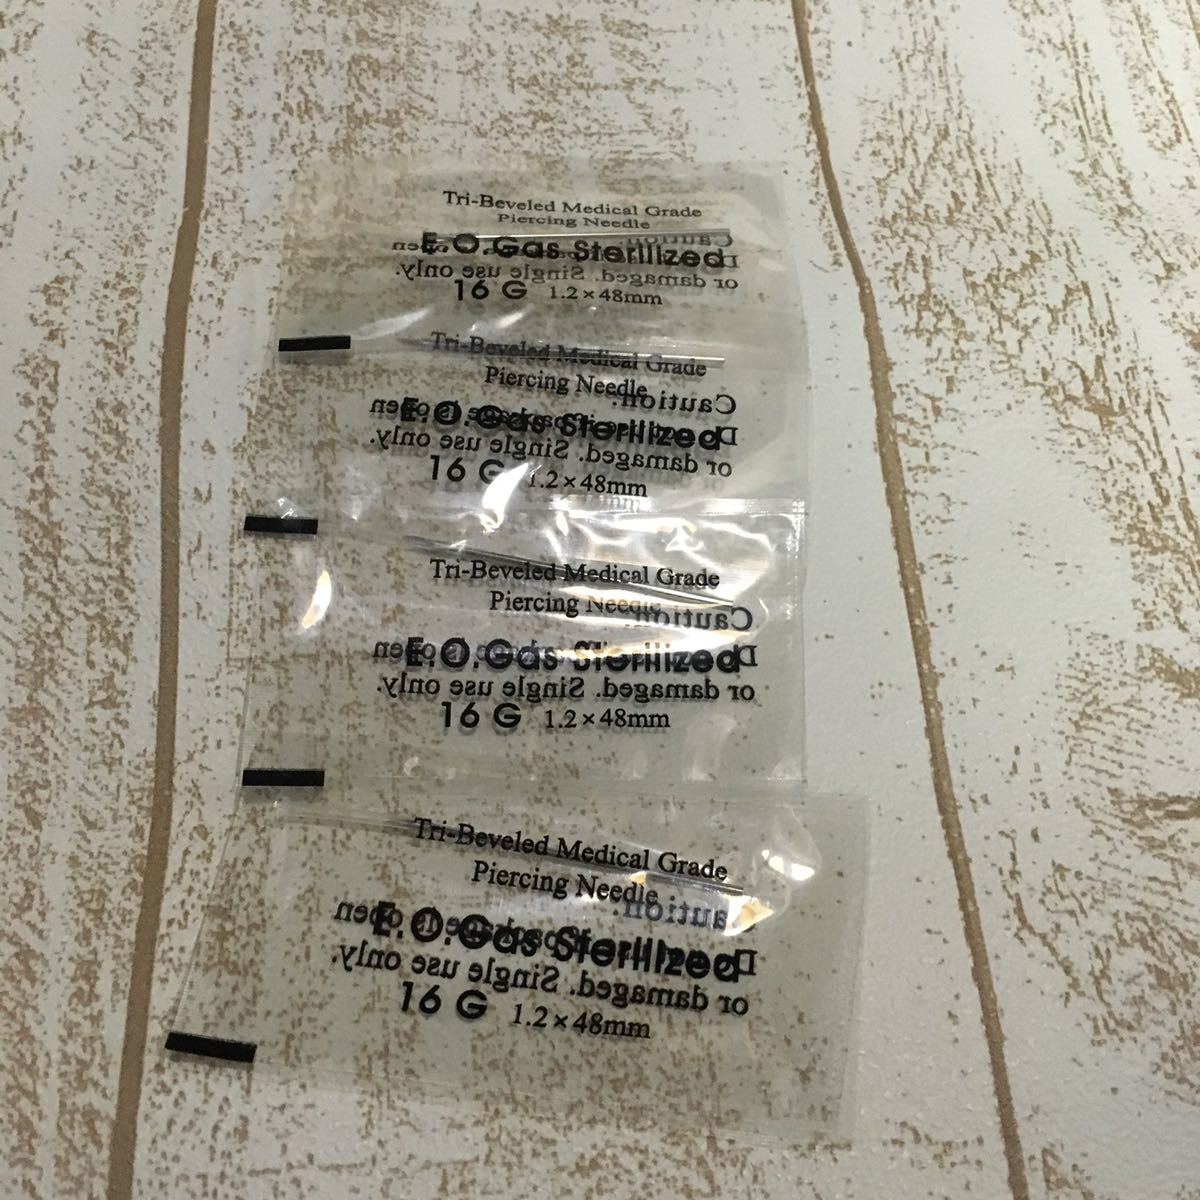 Tri-Beveled Medical Grade
Piercing Needle
Caution:
E.O.Gas Sterilized
or damaged. Single use only.
16 G 1.2×48mm
Tri-Beveled Medical Grade
Piercing Needle
Caution:
E.O.Gas Sterilized
or damaged. Single use only.
16 G 1.2×48mm
Tri-Beveled Medical Grade
Piercing Needle
Caution:
E.O.Gas Sterilized
or damaged. Single use only.
16 G 1.2×48mm
Tri-Beveled Medical Grade
Piercing Needle
Caution:
E.O.Gas Sterilized
or damaged. Single use only.
16 G 1.2×48mm